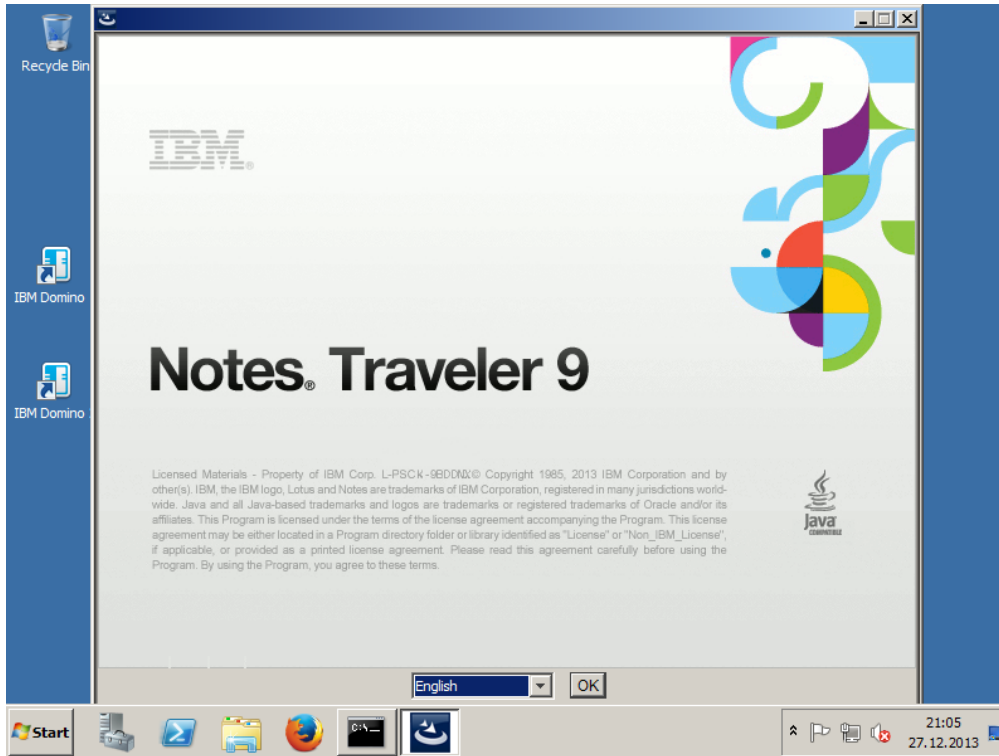 Recycle Bin
IBM®
IBM Domino
Notes® Traveler 9
IBM Domino
Licensed Materials - Property of IBM Corp. L-PSCK-9BDDNX© Copyright 1985, 2013 IBM Corporation and by
other(s). IBM, the IBM logo, Lotus and Notes are trademarks of IBM Corporation, registered in many jurisdictions world-
wide. Java and all Java-based trademarks and logos are trademarks or registered trademarks of Oracle and/or its
affiliates. This Program is licensed under the terms of the license agreement accompanying the Program. This license
agreement may be either located in a Program directory folder or library identified as "License" or "Non_IBM_License",
if applicable, or provided as a printed license agreement. Please read this agreement carefully before using the
Program. By using the Program, you agree to these terms.
Java
COMPATIBLE
English
OK
Start
C:\_
21:05
27.12.2013